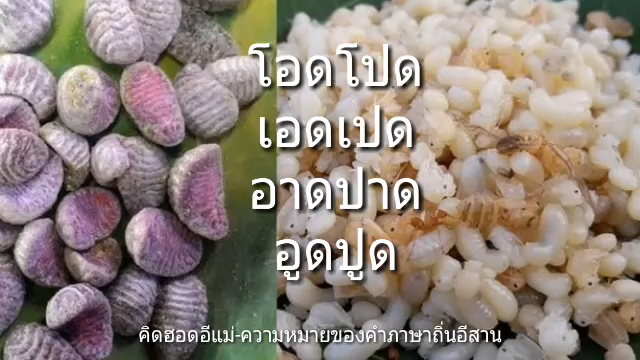 โอดโปด
เอดเปด
อาดปาด
อูดปูด
คิดฮอดอีแม่-ความหมายของคำภาษาถิ่นอีสาน